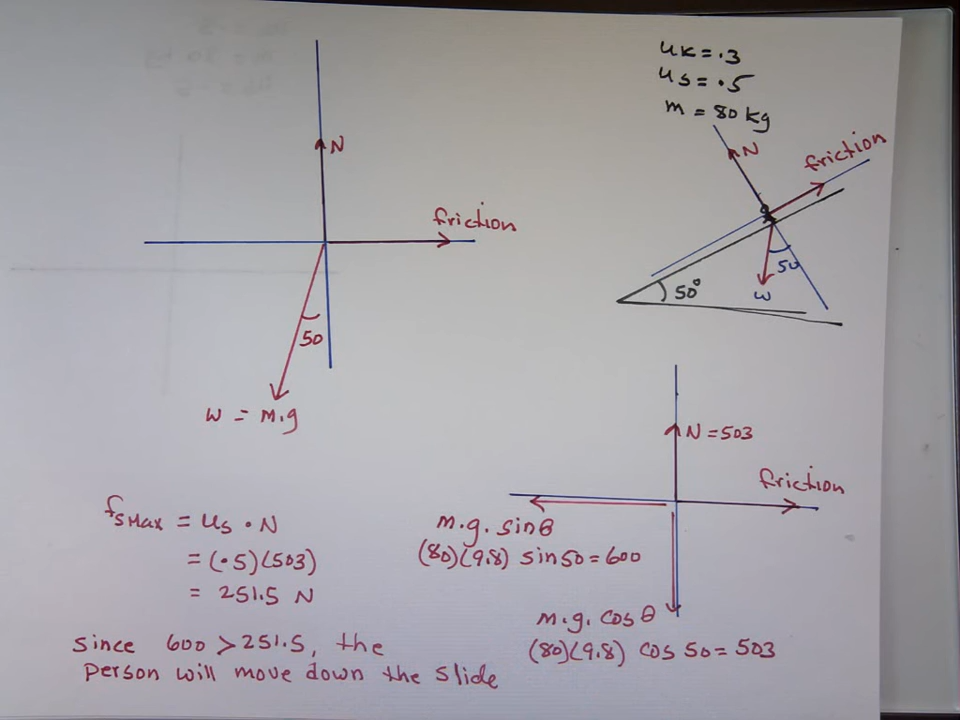 uk = .3
us = .5
m = 80 kg
N
friction
50
W = m.g
N
friction
50
50°
W
N = 503
friction
m.g. sinθ
(80)(9.8) sin 50 = 600
m.g. cos θ
(80)(9.8) cos 50 = 503
fsMax = us · N
= (.5)(503)
= 251.5 N
Since 600 > 251.5, the
person will move down the slide